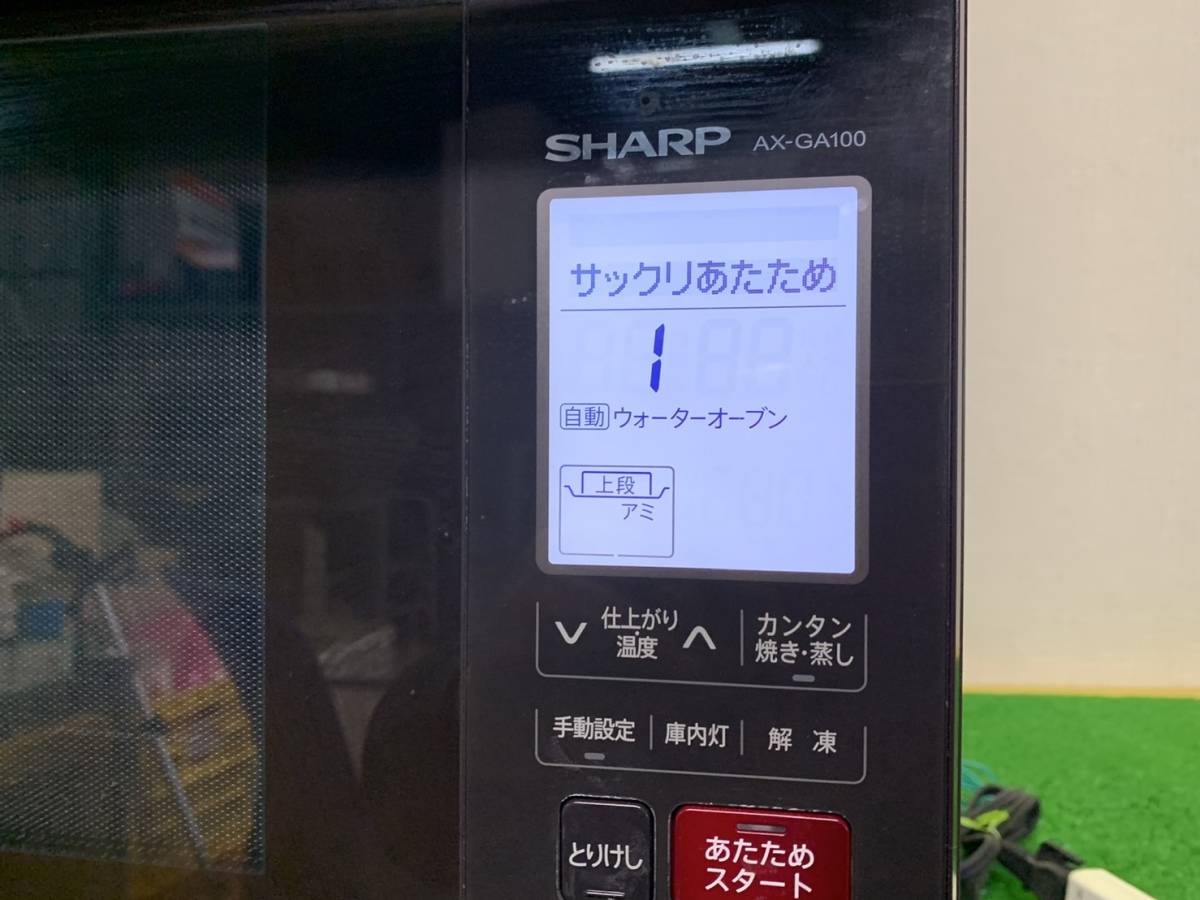 SHARP AX-GA100
サックリあたため
1
自動 ウォーターオーブン
上段
アミ
仕上がり
温度
カンタン
焼き・蒸し
手動設定 庫内灯 解凍
とりけし
あたため
スタート